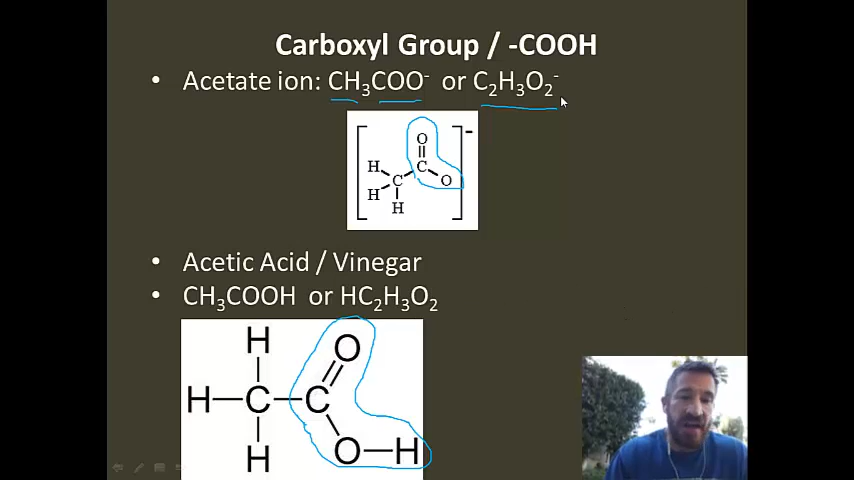 Carboxyl Group / -COOH
• Acetate ion: CH₃COO⁻ or C₂H₃O₂⁻
O
H C
C O
H
H
-
• Acetic Acid / Vinegar
• CH₃COOH or HC₂H₃O₂
H O
H C C
H O H